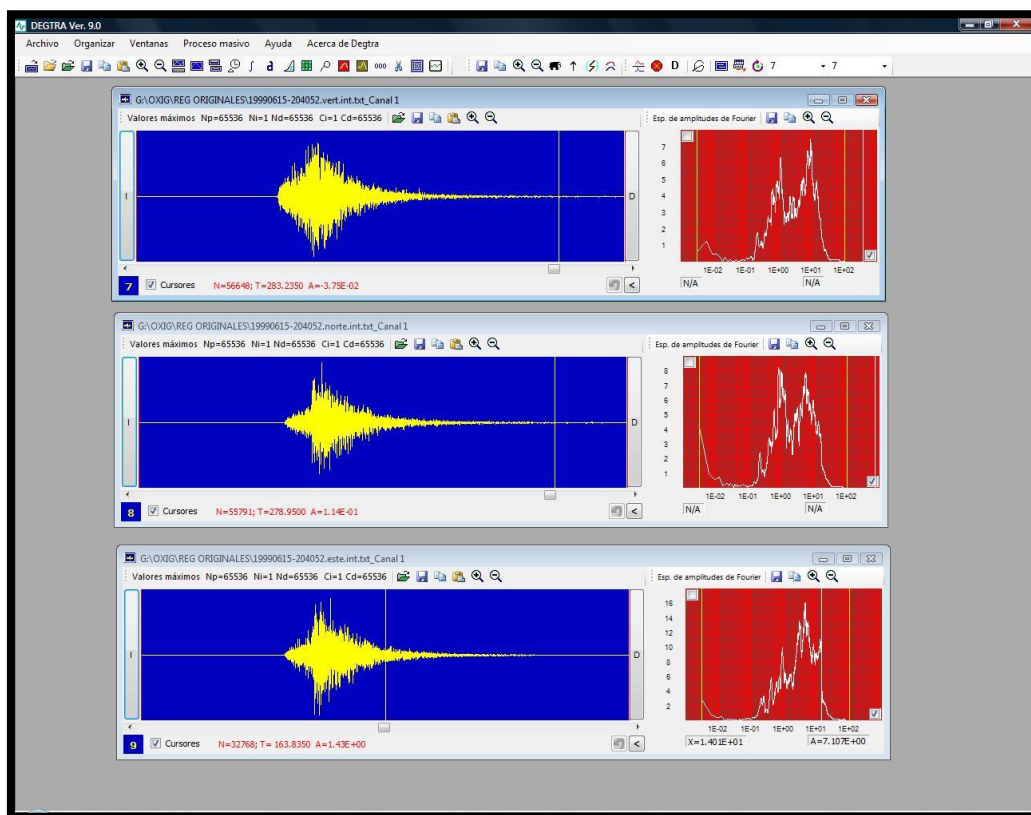 DEGTRA Ver. 9.0
Archivo Organizar Ventanas Proceso masivo Ayuda Acerca de Degtra
∫ a 000 D 7 7
G:\OXIG\REG ORIGINALES\19990615-204052.vert.int.txt_Canal 1
Valores máximos Np=65536 Ni=1 Nd=65536 Ci=1 Cd=65536
Esp. de amplitudes de Fourier
I
D
7
6
5
4
3
2
1
1E-02 1E-01 1E+00 1E+01 1E+02
N/A N/A
7 Cursores N=56648; T=283.2350 A=-3.75E-02 <
G:\OXIG\REG ORIGINALES\19990615-204052.norte.int.txt_Canal 1
Valores máximos Np=65536 Ni=1 Nd=65536 Ci=1 Cd=65536
Esp. de amplitudes de Fourier
I
D
8
7
6
5
4
3
2
1
1E-02 1E-01 1E+00 1E+01 1E+02
N/A N/A
8 Cursores N=55791; T=278.9500 A=1.14E-01 <
G:\OXIG\REG ORIGINALES\19990615-204052.este.int.txt_Canal 1
Valores máximos Np=65536 Ni=1 Nd=65536 Ci=1 Cd=65536
Esp. de amplitudes de Fourier
I
D
16
14
12
10
8
6
4
2
1E-02 1E-01 1E+00 1E+01 1E+02
X=1.401E+01 A=7.107E+00
9 Cursores N=32768; T= 163.8350 A=1.43E+00 <